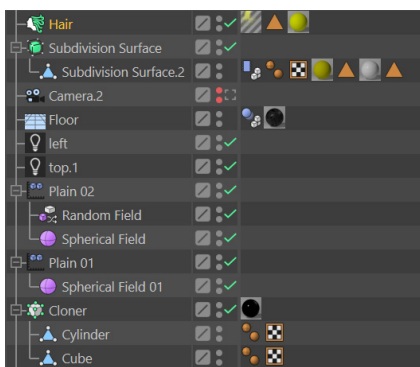 Hair
Subdivision Surface
Subdivision Surface.2
Camera.2
Floor
left
top.1
Plain 02
Random Field
Spherical Field
Plain 01
Spherical Field 01
Cloner
Cylinder
Cube